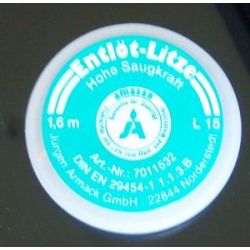 Entlöt-Litze
Hohe Saugkraft
amasan
1,6 m
L 15
A
Art.-Nr.: 7011532
DIN EN 29454-1 1.1.3 B
Jürgen Armack GmbH
22844 Norderstedt